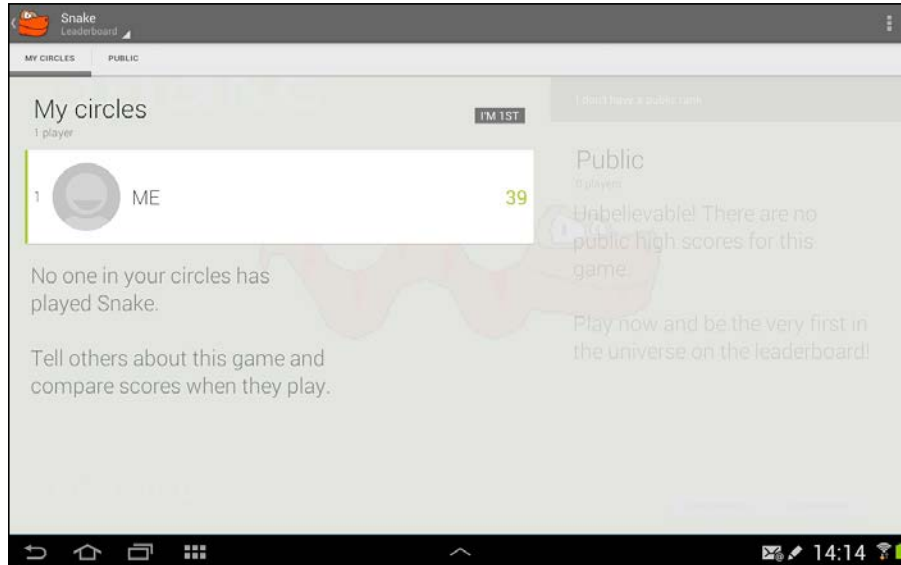 Snake
Leaderboard
MY CIRCLES
PUBLIC
My circles
1 player
I'M 1ST
1
ME
39
No one in your circles has
played Snake.
Tell others about this game and
compare scores when they play.
I don't have a public rank
Public
0 players
Unbelievable! There are no
public high scores for this
game.
Play now and be the very first in
the universe on the leaderboard!
14:14